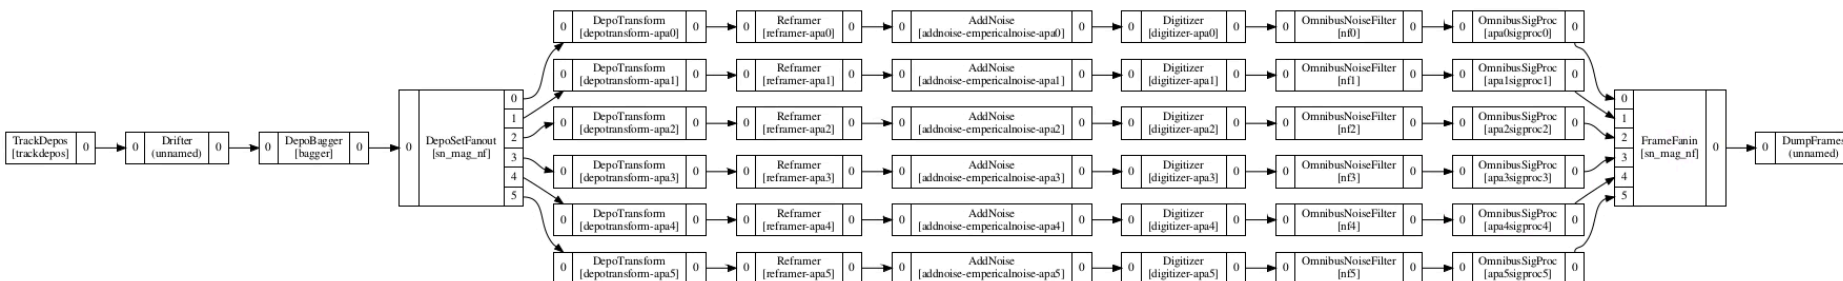 TrackDepos
[trackdepos]
0
0
Drifter
(unnamed)
0
0
DepoBagger
[bagger]
0
0
DepoSetFanout
[sn_mag_nf]
0
1
2
3
4
5
0
DepoTransform
[depotransform-apa0]
0
0
Reframer
[reframer-apa0]
0
0
AddNoise
[addnoise-empericalnoise-apa0]
0
0
Digitizer
[digitizer-apa0]
0
0
OmnibusNoiseFilter
[nf0]
0
0
OmnibusSigProc
[apa0sigproc0]
0
0
DepoTransform
[depotransform-apa1]
0
0
Reframer
[reframer-apa1]
0
0
AddNoise
[addnoise-empericalnoise-apa1]
0
0
Digitizer
[digitizer-apa1]
0
0
OmnibusNoiseFilter
[nf1]
0
0
OmnibusSigProc
[apa1sigproc1]
0
0
DepoTransform
[depotransform-apa2]
0
0
Reframer
[reframer-apa2]
0
0
AddNoise
[addnoise-empericalnoise-apa2]
0
0
Digitizer
[digitizer-apa2]
0
0
OmnibusNoiseFilter
[nf2]
0
0
OmnibusSigProc
[apa2sigproc2]
0
0
DepoTransform
[depotransform-apa3]
0
0
Reframer
[reframer-apa3]
0
0
AddNoise
[addnoise-empericalnoise-apa3]
0
0
Digitizer
[digitizer-apa3]
0
0
OmnibusNoiseFilter
[nf3]
0
0
OmnibusSigProc
[apa3sigproc3]
0
0
DepoTransform
[depotransform-apa4]
0
0
Reframer
[reframer-apa4]
0
0
AddNoise
[addnoise-empericalnoise-apa4]
0
0
Digitizer
[digitizer-apa4]
0
0
OmnibusNoiseFilter
[nf4]
0
0
OmnibusSigProc
[apa4sigproc4]
0
0
DepoTransform
[depotransform-apa5]
0
0
Reframer
[reframer-apa5]
0
0
AddNoise
[addnoise-empericalnoise-apa5]
0
0
Digitizer
[digitizer-apa5]
0
0
OmnibusNoiseFilter
[nf5]
0
0
OmnibusSigProc
[apa5sigproc5]
0
0
1
2
3
4
5
FrameFanin
[sn_mag_nf]
0
0
DumpFrames
(unnamed)